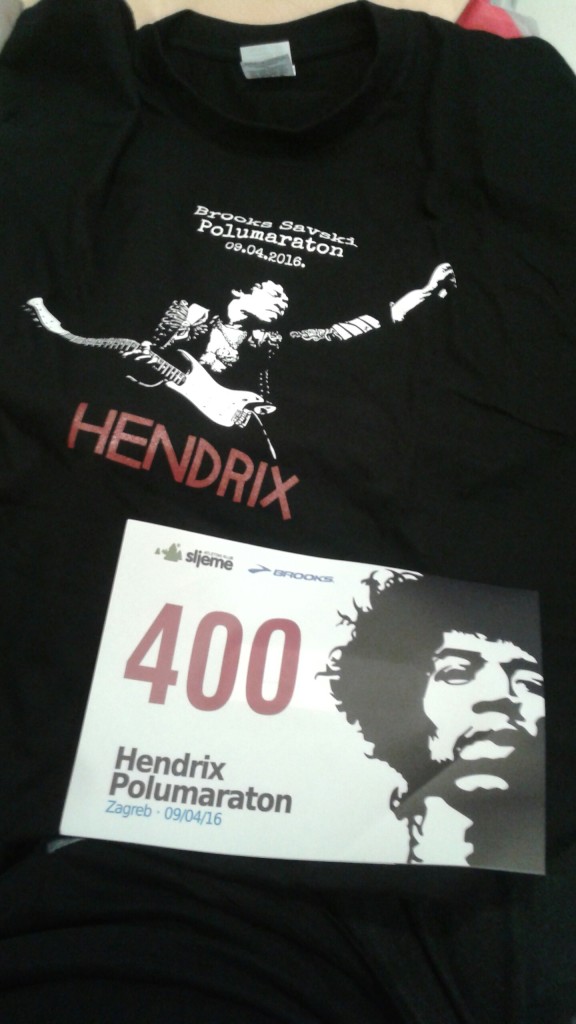 Brooks Savski
Polumaraton
09.04.2016.
HENDRIX
sljeme
BROOKS
400
Hendrix
Polumaraton
Zagreb · 09/04/16